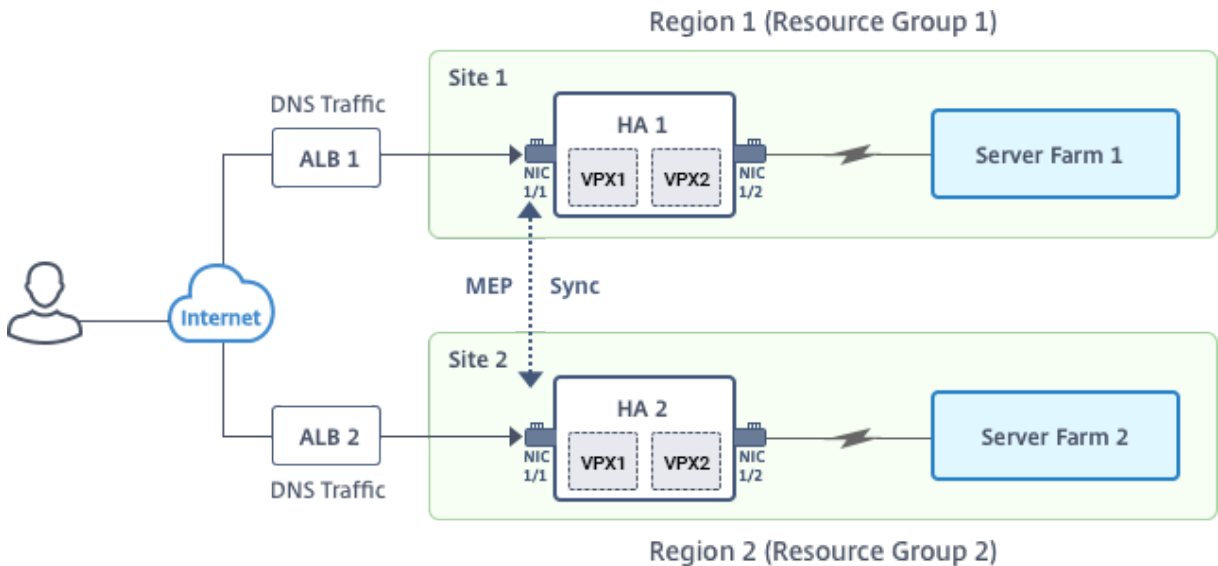 Region 1 (Resource Group 1)
Site 1
DNS Traffic
ALB 1
HA 1
VPX1
VPX2
NIC
1/1
NIC
1/2
Server Farm 1
MEP
Sync
Internet
Site 2
ALB 2
DNS Traffic
HA 2
VPX1
VPX2
NIC
1/1
NIC
1/2
Server Farm 2
Region 2 (Resource Group 2)